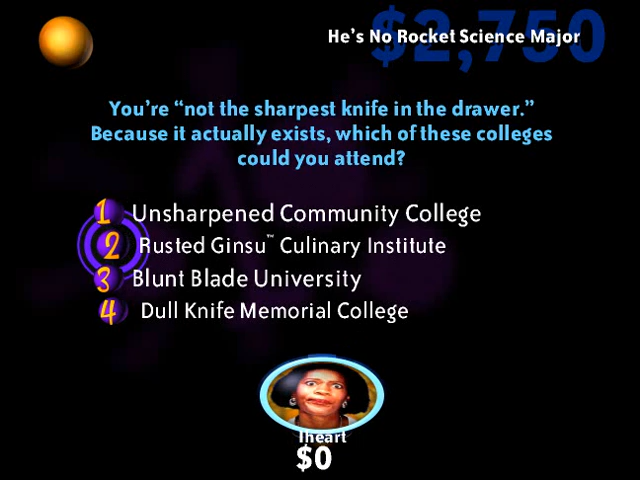 $2,750
He's No Rocket Science Major
You're “not the sharpest knife in the drawer.”
Because it actually exists, which of these colleges
could you attend?
1 Unsharpened Community College
2 Rusted Ginsu™ Culinary Institute
3 Blunt Blade University
4 Dull Knife Memorial College
Iheart
$0